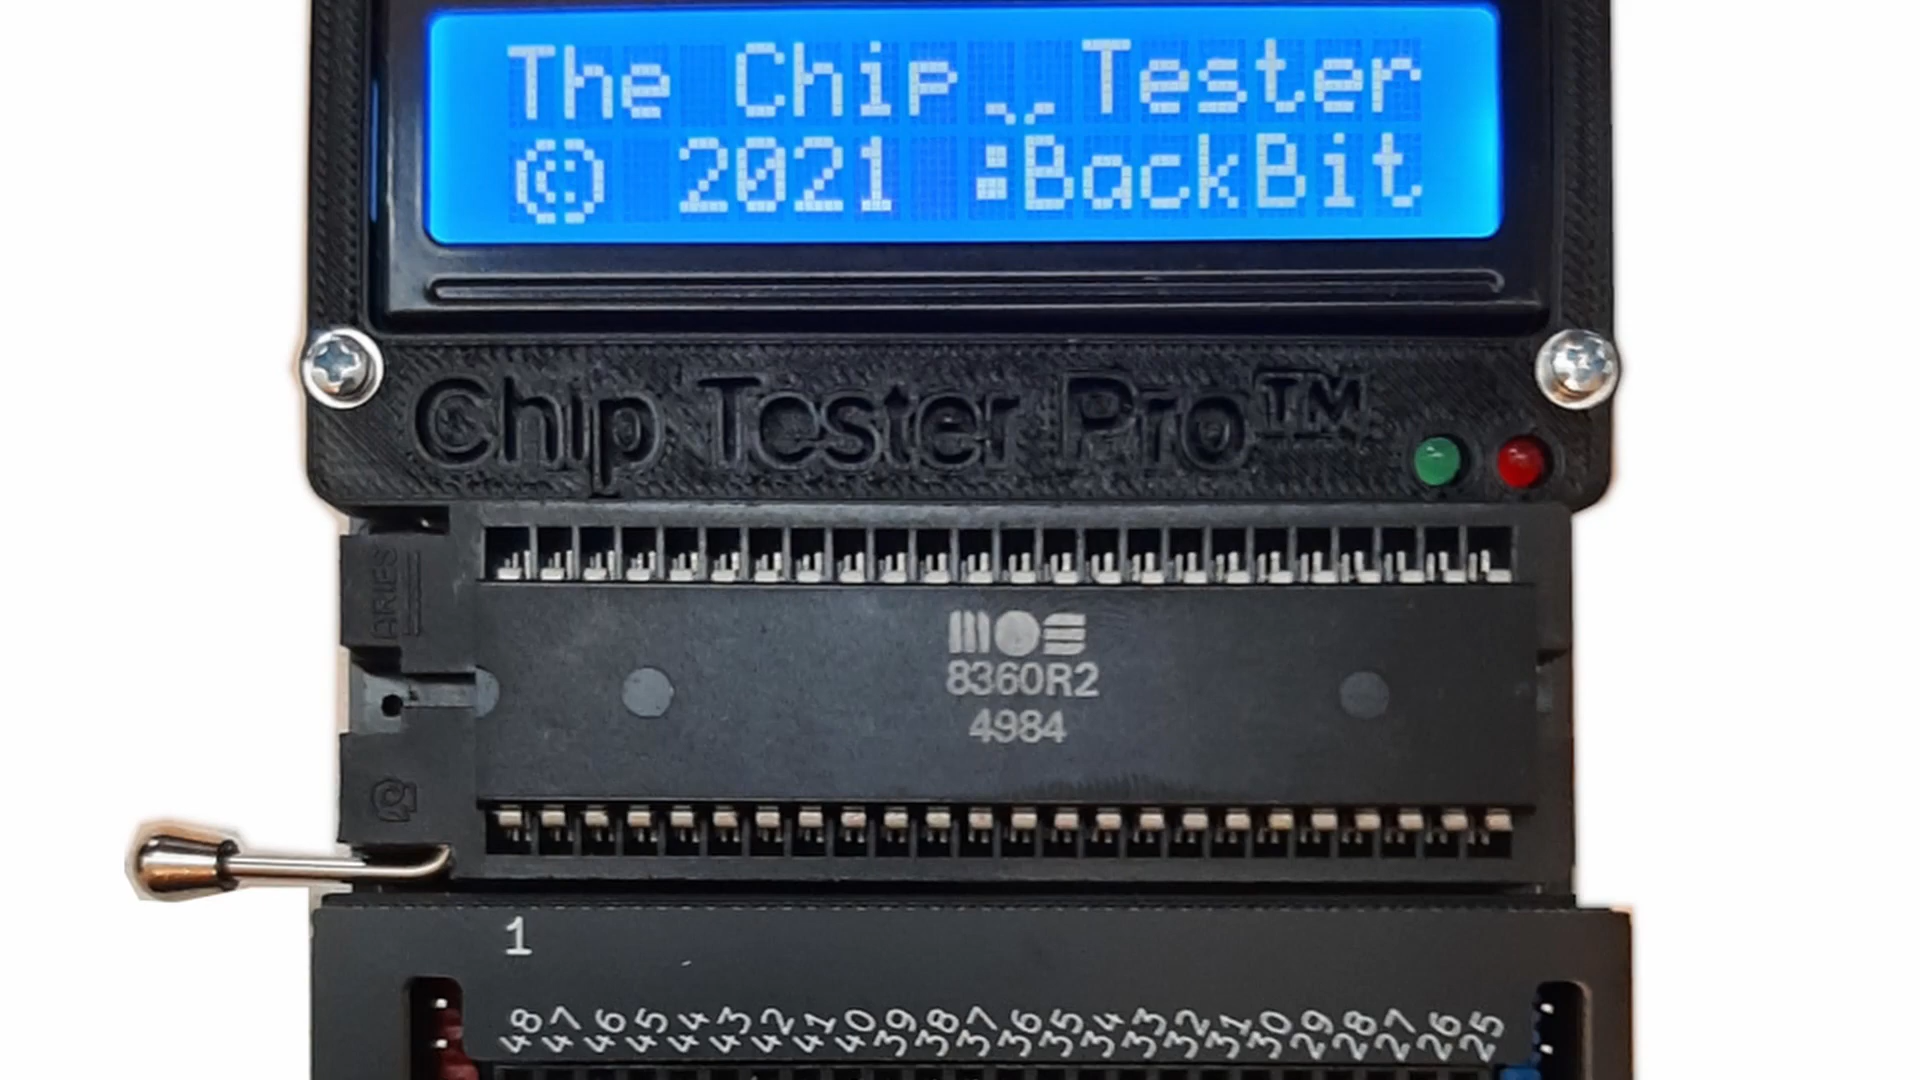 The Chip Tester
© 2021 :BackBit
Chip Tester Pro™
ARIES
mos
8360R2
4984
1
48 47 46 45 44 43 42 41 40 39 38 37 36 35 34 33 32 31 30 29 28 27 26 25